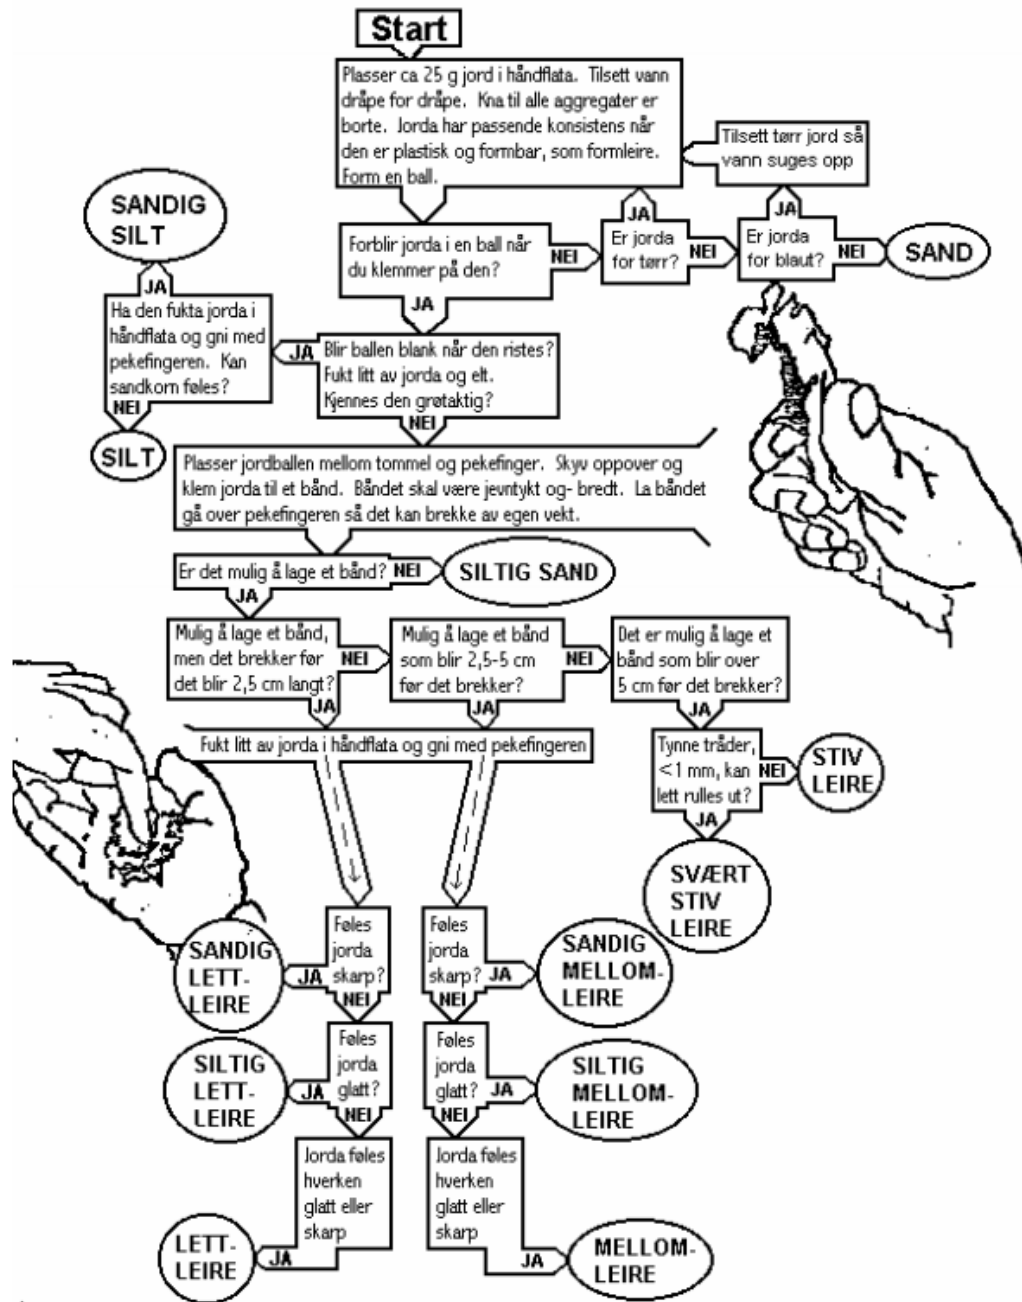 Start
Plasser ca 25 g jord i håndflata. Tilsett vann
dråpe for dråpe. Kna til alle aggregater er
borte. Jorda har passende konsistens når
den er plastisk og formbar, som formleire.
Form en ball.
Tilsett tørr jord så
vann suges opp
SANDIG
SILT
JA
Forblir jorda i en ball når
du klemmer på den?
NEI
JA
JA
Er jorda
for tørr?
NEI
JA
Er jorda
for blaut?
NEI
SAND
JA
Ha den fukta jorda i
håndflata og gni med
pekefingeren. Kan
sandkorn føles?
NEI
SILT
JA
Blir ballen blank når den ristes?
Fukt litt av jorda og elt.
Kjennes den grøtaktig?
NEI
Plasser jordballen mellom tommel og pekefinger. Skyv oppover og
klem jorda til et bånd. Båndet skal være jevntykt og- bredt. La båndet
gå over pekefingeren så det kan brekke av egen vekt.
Er det mulig å lage et bånd?
NEI
SILTIG SAND
JA
Mulig å lage et bånd,
men det brekker før
det blir 2,5 cm langt?
NEI
JA
Mulig å lage et bånd
som blir 2,5-5 cm
før det brekker?
NEI
JA
Det er mulig å lage et
bånd som blir over
5 cm før det brekker?
JA
Fukt litt av jorda i håndflata og gni med pekefingeren
Tynne tråder,
<1 mm, kan
lett rulles ut?
NEI
STIV
LEIRE
JA
SVÆRT
STIV
LEIRE
Føles
jorda
skarp?
JA
SANDIG
LETT-
LEIRE
NEI
Føles
jorda
skarp?
JA
SANDIG
MELLOM-
LEIRE
NEI
Føles
jorda
glatt?
JA
SILTIG
LETT-
LEIRE
NEI
Føles
jorda
glatt?
JA
SILTIG
MELLOM-
LEIRE
NEI
Jorda føles
hverken
glatt eller
skarp
JA
LETT-
LEIRE
Jorda føles
hverken
glatt eller
skarp
JA
MELLOM-
LEIRE